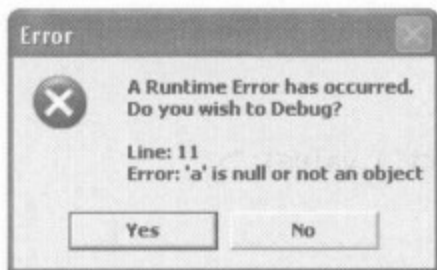 Error
A Runtime Error has occurred.
Do you wish to Debug?
Line: 11
Error: 'a' is null or not an object
Yes
No